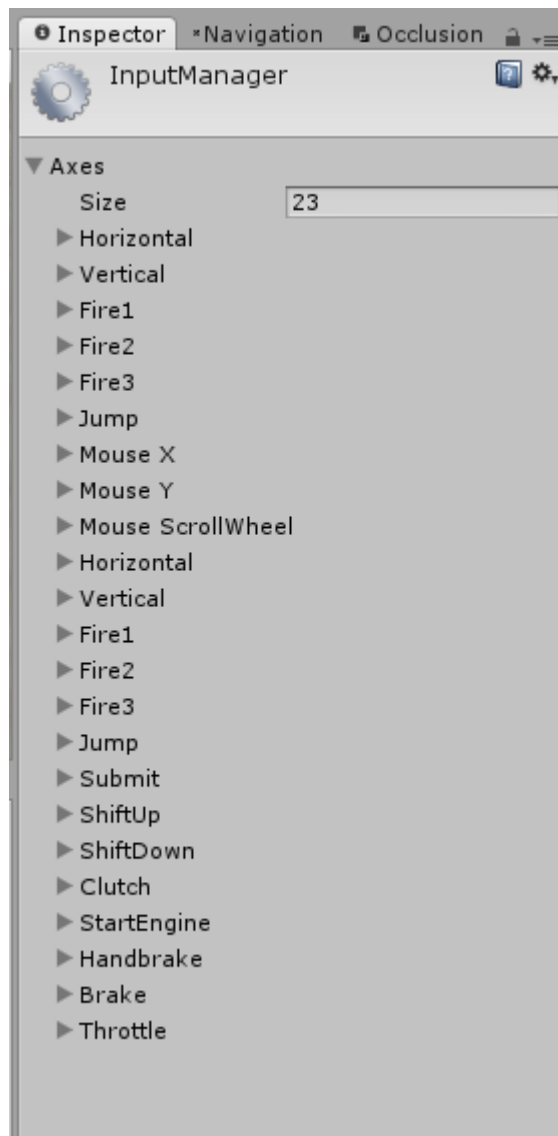 Inspector Navigation Occlusion
InputManager
Axes
Size 23
Horizontal
Vertical
Fire1
Fire2
Fire3
Jump
Mouse X
Mouse Y
Mouse ScrollWheel
Horizontal
Vertical
Fire1
Fire2
Fire3
Jump
Submit
ShiftUp
ShiftDown
Clutch
StartEngine
Handbrake
Brake
Throttle